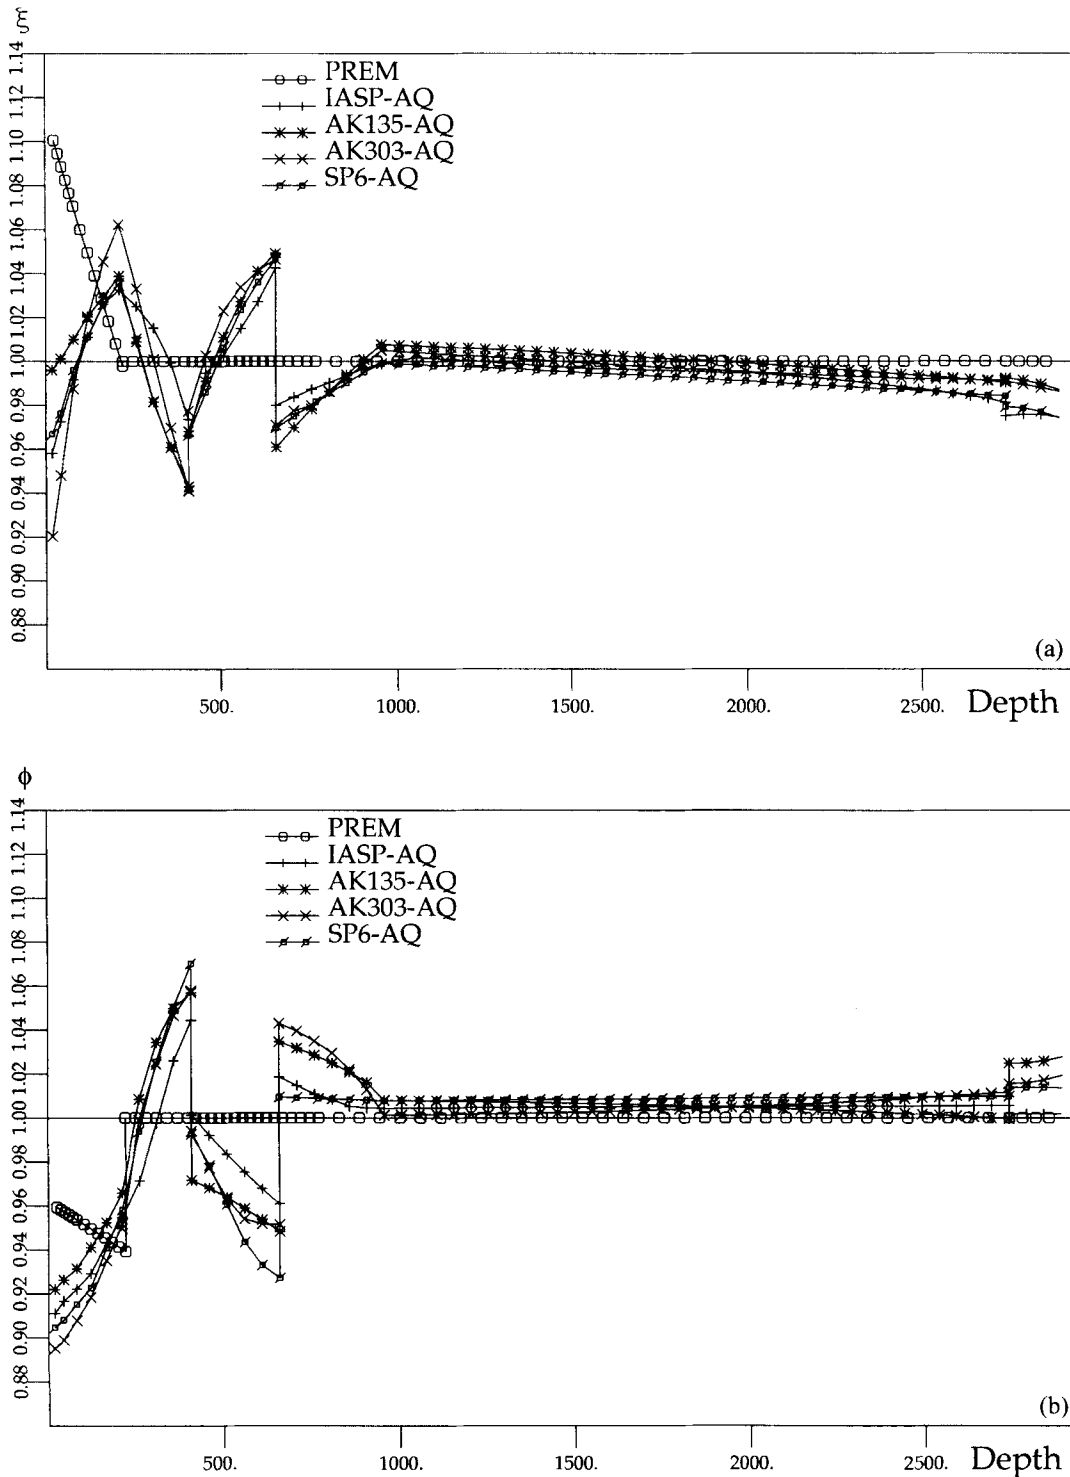 ξ
1.14
1.12
1.10
1.08
1.06
1.04
1.02
1.00
0.98
0.96
0.94
0.92
0.90
0.88
PREM
IASP-AQ
AK135-AQ
AK303-AQ
SP6-AQ
(a)
500. 1000. 1500. 2000. 2500. Depth
ϕ
1.14
1.12
1.10
1.08
1.06
1.04
1.02
1.00
0.98
0.96
0.94
0.92
0.90
0.88
PREM
IASP-AQ
AK135-AQ
AK303-AQ
SP6-AQ
(b)
500. 1000. 1500. 2000. 2500. Depth